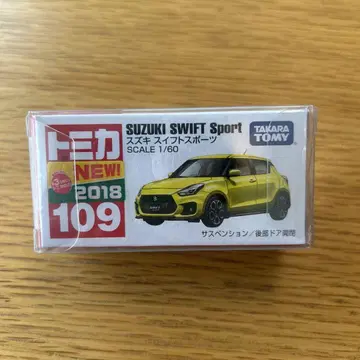 トミカ
NEW!
2018
109
SUZUKI SWIFT Sport
スズキ スイフトスポーツ
SCALE 1/60
TAKARA
TOMY
サスペンション/後部ドア開閉